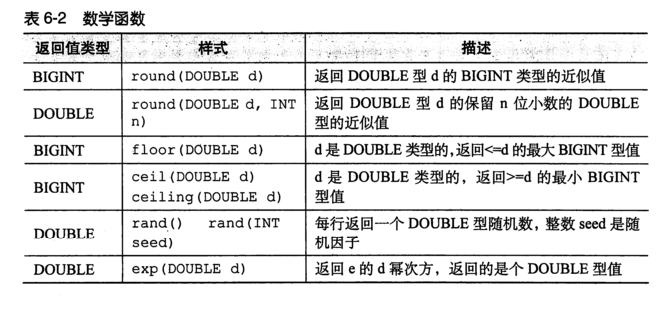 表 6-2 数学函数
返回值类型 样式 描述
BIGINT round(DOUBLE d) 返回 DOUBLE 型 d 的 BIGINT 类型的近似值
DOUBLE round(DOUBLE d, INT 返回 DOUBLE 型 d 的保留 n 位小数的 DOUBLE
n) 型的近似值
BIGINT floor(DOUBLE d) d 是 DOUBLE 类型的,返回<=d 的最大 BIGINT 型值
BIGINT ceil(DOUBLE d) d 是 DOUBLE 类型的，返回>=d 的最小 BIGINT
ceiling(DOUBLE d) 型值
DOUBLE rand() rand(INT 每行返回一个 DOUBLE 型随机数，整数 seed 是随
seed) 机因子
DOUBLE exp(DOUBLE d) 返回 e 的 d 幂次方，返回的是个 DOUBLE 型值